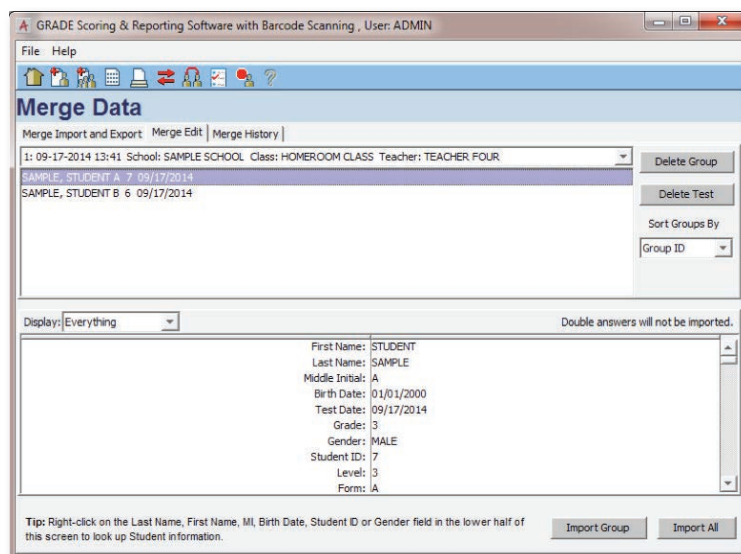 GRADE Scoring & Reporting Software with Barcode Scanning , User: ADMIN
File Help
Merge Data
Merge Import and Export Merge Edit Merge History
1: 09-17-2014 13:41 School: SAMPLE SCHOOL Class: HOMEROOM CLASS Teacher: TEACHER FOUR
Delete Group
SAMPLE, STUDENT A 7 09/17/2014
SAMPLE, STUDENT B 6 09/17/2014
Delete Test
Sort Groups By
Group ID
Display: Everything
Double answers will not be imported.
First Name: STUDENT
Last Name: SAMPLE
Middle Initial: A
Birth Date: 01/01/2000
Test Date: 09/17/2014
Grade: 3
Gender: MALE
Student ID: 7
Level: 3
Form: A
Tip: Right-click on the Last Name, First Name, MI, Birth Date, Student ID or Gender field in the lower half of
this screen to look up Student information.
Import Group
Import All